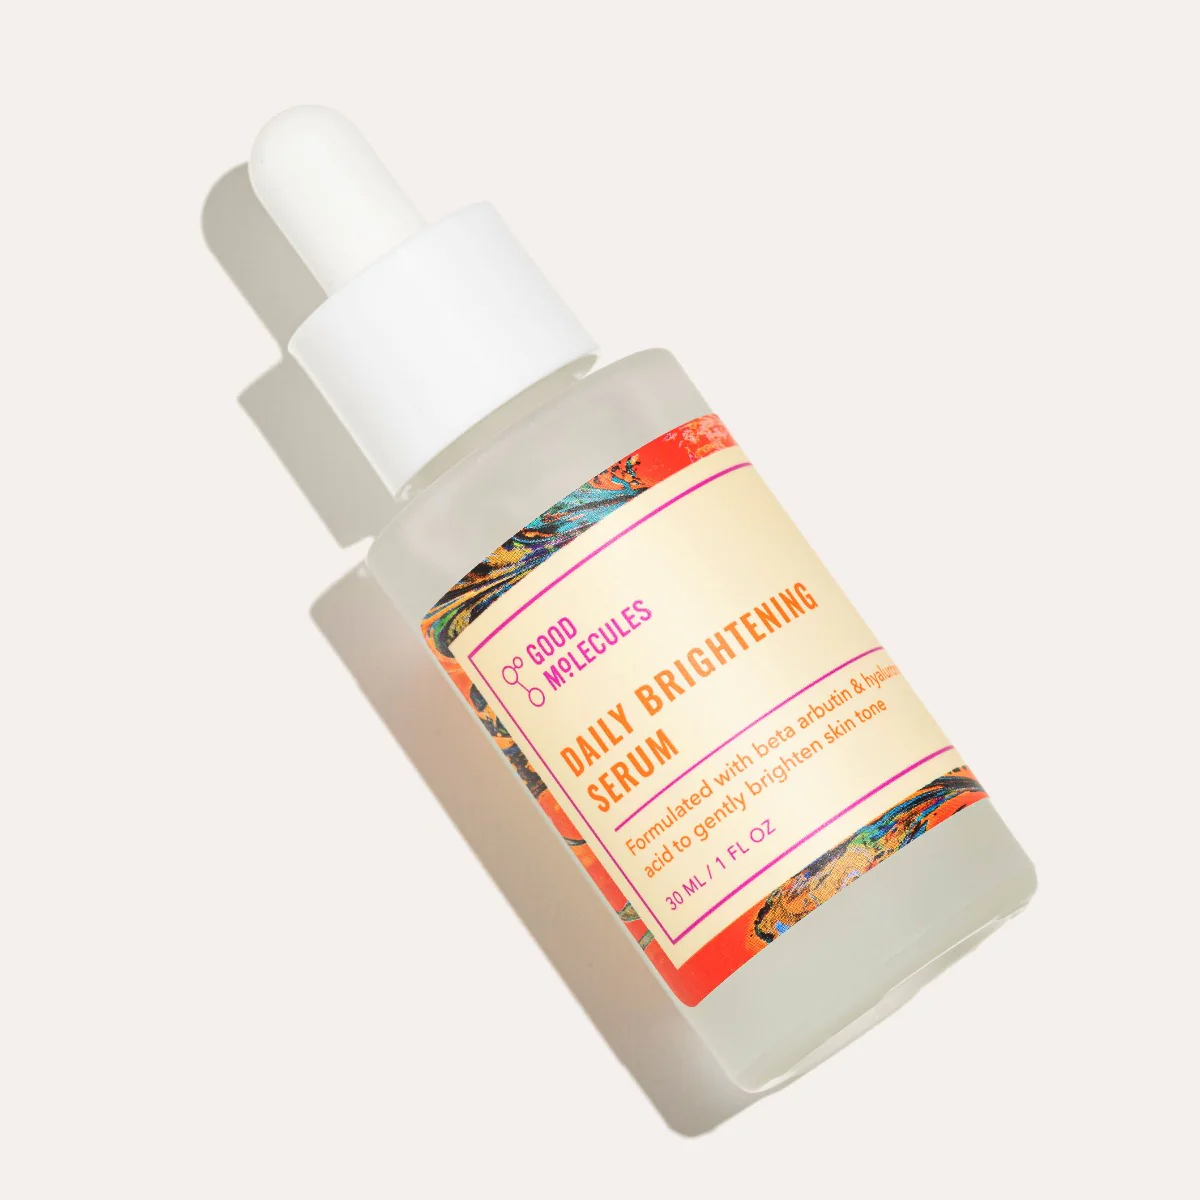 GOOD
MOLECULES
DAILY BRIGHTENING
SERUM
Formulated with beta arbutin &
acid to gently brighten skin tone
30 ML / 1 FL OZ